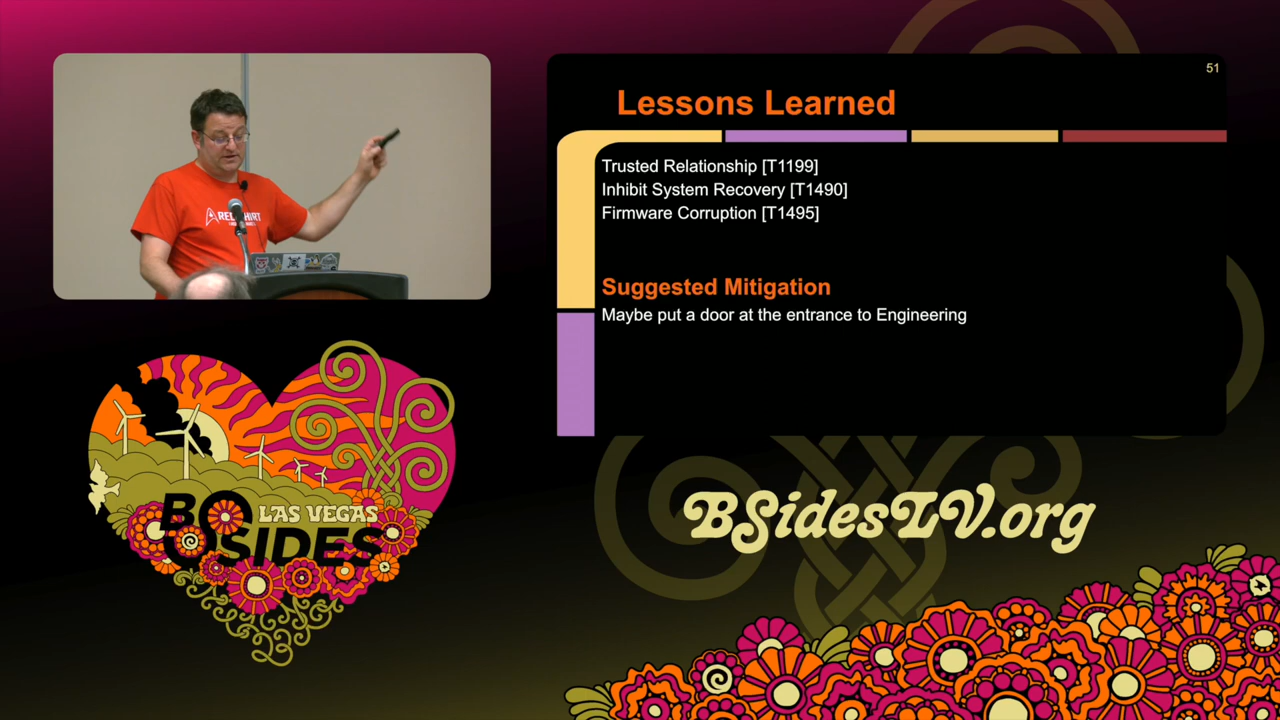 51
Lessons Learned
Trusted Relationship [T1199]
Inhibit System Recovery [T1490]
Firmware Corruption [T1495]
Suggested Mitigation
Maybe put a door at the entrance to Engineering
LAS VEGAS
BSIDES
BSidesLV.org